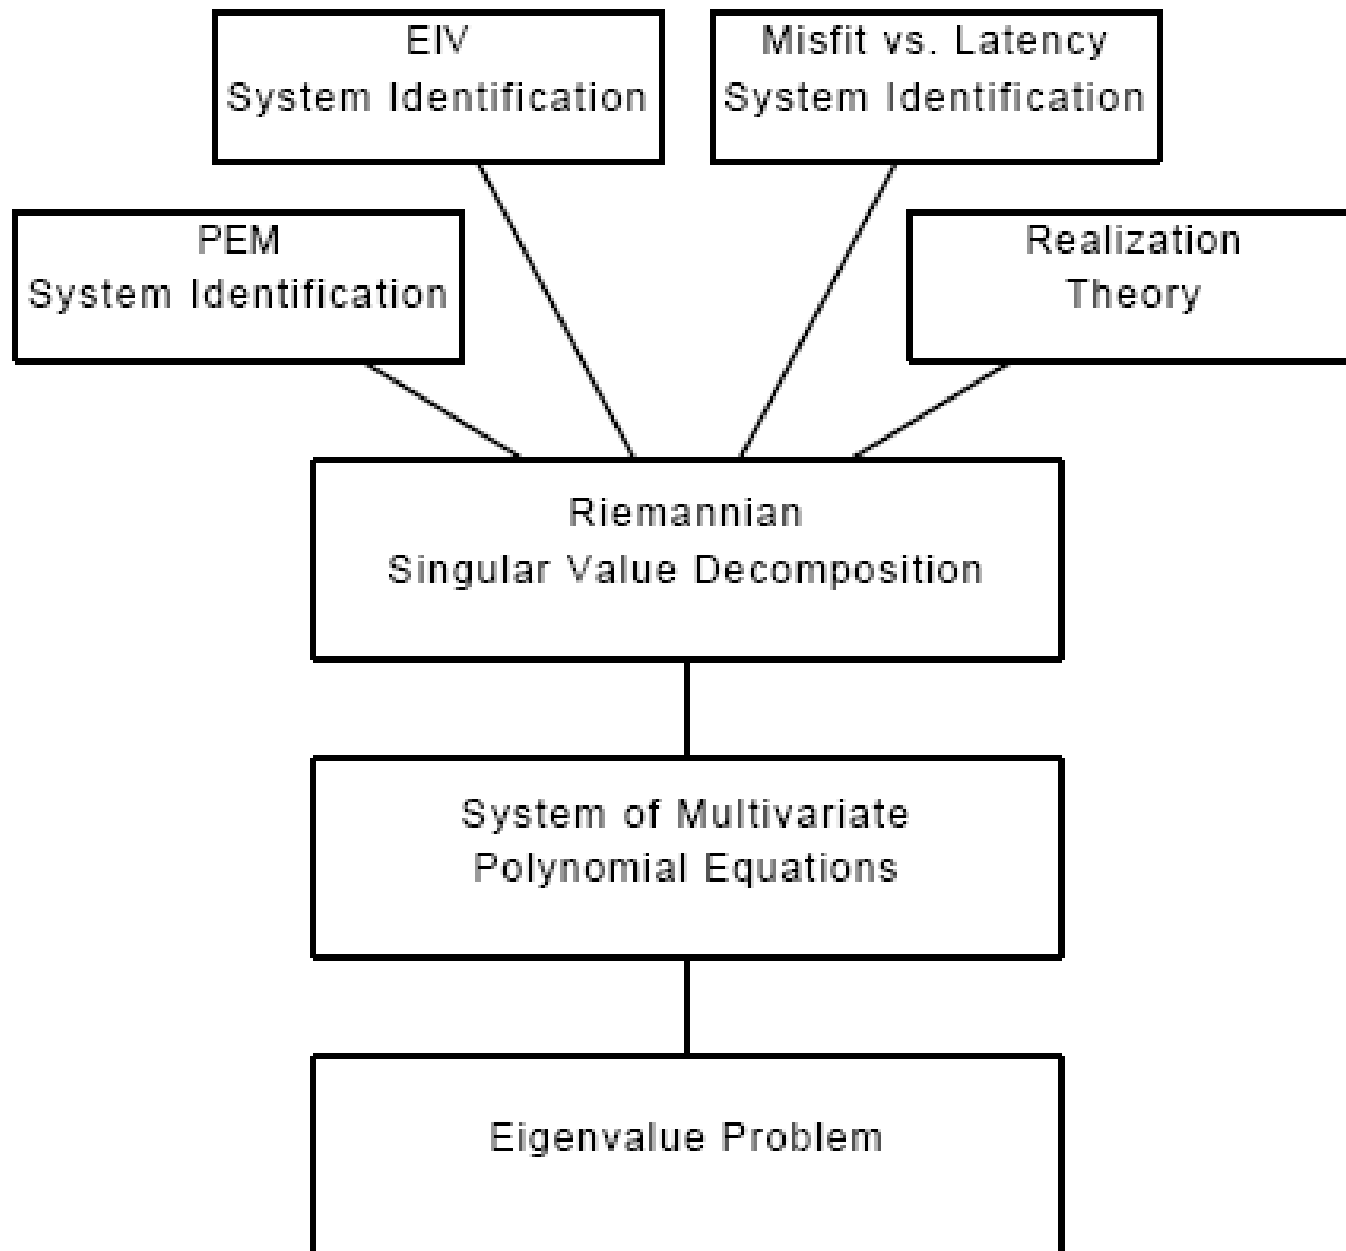 EIV
System Identification
Misfit vs. Latency
System Identification
PEM
System Identification
Realization
Theory
Riemannian
Singular Value Decomposition
System of Multivariate
Polynomial Equations
Eigenvalue Problem